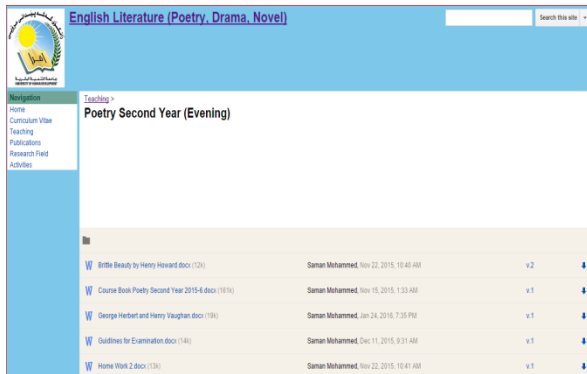 English Literature (Poetry, Drama, Novel)
Search this site
UNIVERSITY OF HUMAN DEVELOPMENT
Navigation
Home
Curriculum Vitae
Teaching
Publications
Research Field
Activities
Teaching >
Poetry Second Year (Evening)
Brittle Beauty by Henry Howard.docx (12k) Saman Mohammed, Nov 22, 2015, 10:40 AM v.2
Course Book Poetry Second Year 2015-6.docx (161k) Saman Mohammed, Nov 15, 2015, 1:33 AM v.1
George Herbert and Henry Vaughan.docx (19k) Saman Mohammed, Jan 24, 2016, 7:35 PM v.1
Guidlines for Examination.docx (14k) Saman Mohammed, Dec 11, 2015, 9:31 AM v.1
Home Work 2.docx (13k) Saman Mohammed, Nov 22, 2015, 10:41 AM v.1